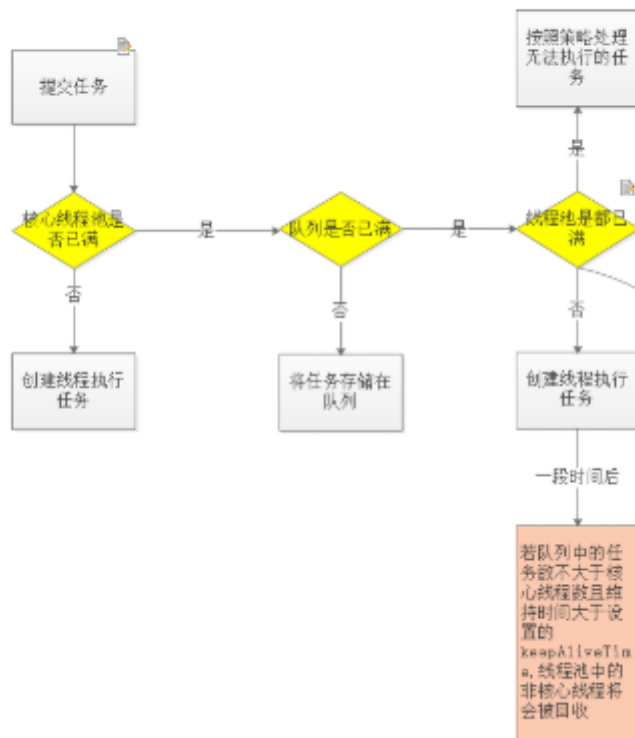 提交任务
按照策略处理
无法执行的任
务
核心线程池是
否已满
是
队列是否已满
是
线程池是都已
满
是
否
否
否
创建线程执行
任务
将任务存储在
队列
创建线程执行
任务
一段时间后
若队列中的任
务数不大于核
心线程数且维
持时间大于设
置的
keepAliveTim
e,线程池中的
非核心线程将
会被回收